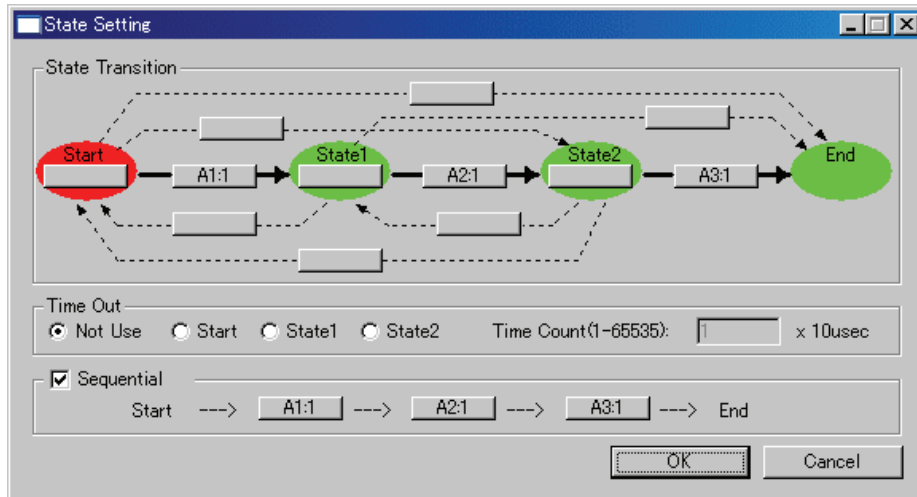 State Setting
State Transition
Start
State1
State2
End
A1:1
A2:1
A3:1
Time Out
Not Use
Start
State1
State2
Time Count(1-65535):
1
x 10usec
Sequential
Start ---> A1:1 ---> A2:1 ---> A3:1 ---> End
OK
Cancel